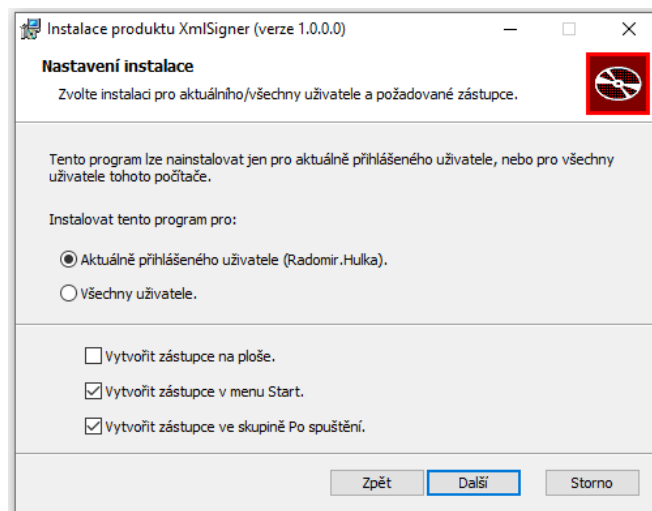 Instalace produktu XmlSigner (verze 1.0.0.0)
Nastavení instalace
Zvolte instalaci pro aktuálního/všechny uživatele a požadované zástupce.
Tento program lze nainstalovat jen pro aktuálně přihlášeného uživatele, nebo pro všechny
uživatele tohoto počítače.
Instalovat tento program pro:
Aktuálně přihlášeného uživatele (Radomir.Hulka).
Všechny uživatele.
Vytvořit zástupce na ploše.
Vytvořit zástupce v menu Start.
Vytvořit zástupce ve skupině Po spuštění.
Zpět Další Storno